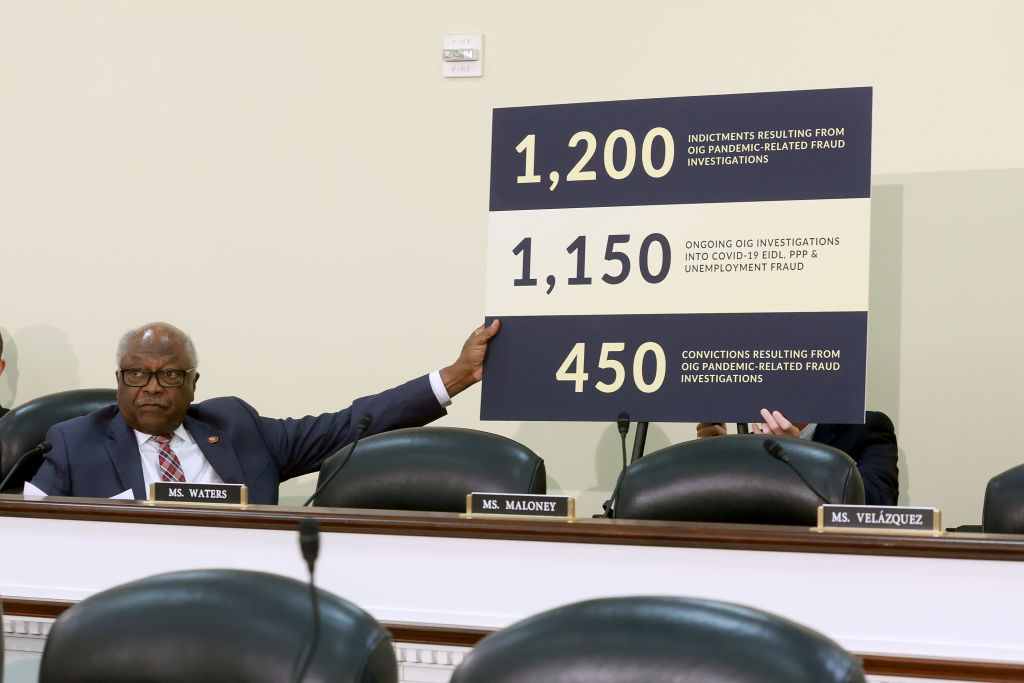 FIRE
FIRE
1,200
INDICTMENTS RESULTING FROM
OIG PANDEMIC-RELATED FRAUD
INVESTIGATIONS
1,150
ONGOING OIG INVESTIGATIONS
INTO COVID-19 EIDL, PPP &
UNEMPLOYMENT FRAUD
450
CONVICTIONS RESULTING FROM
OIG PANDEMIC-RELATED FRAUD
INVESTIGATIONS
MS. WATERS
MS. MALONEY
MS. VELÁZQUEZ